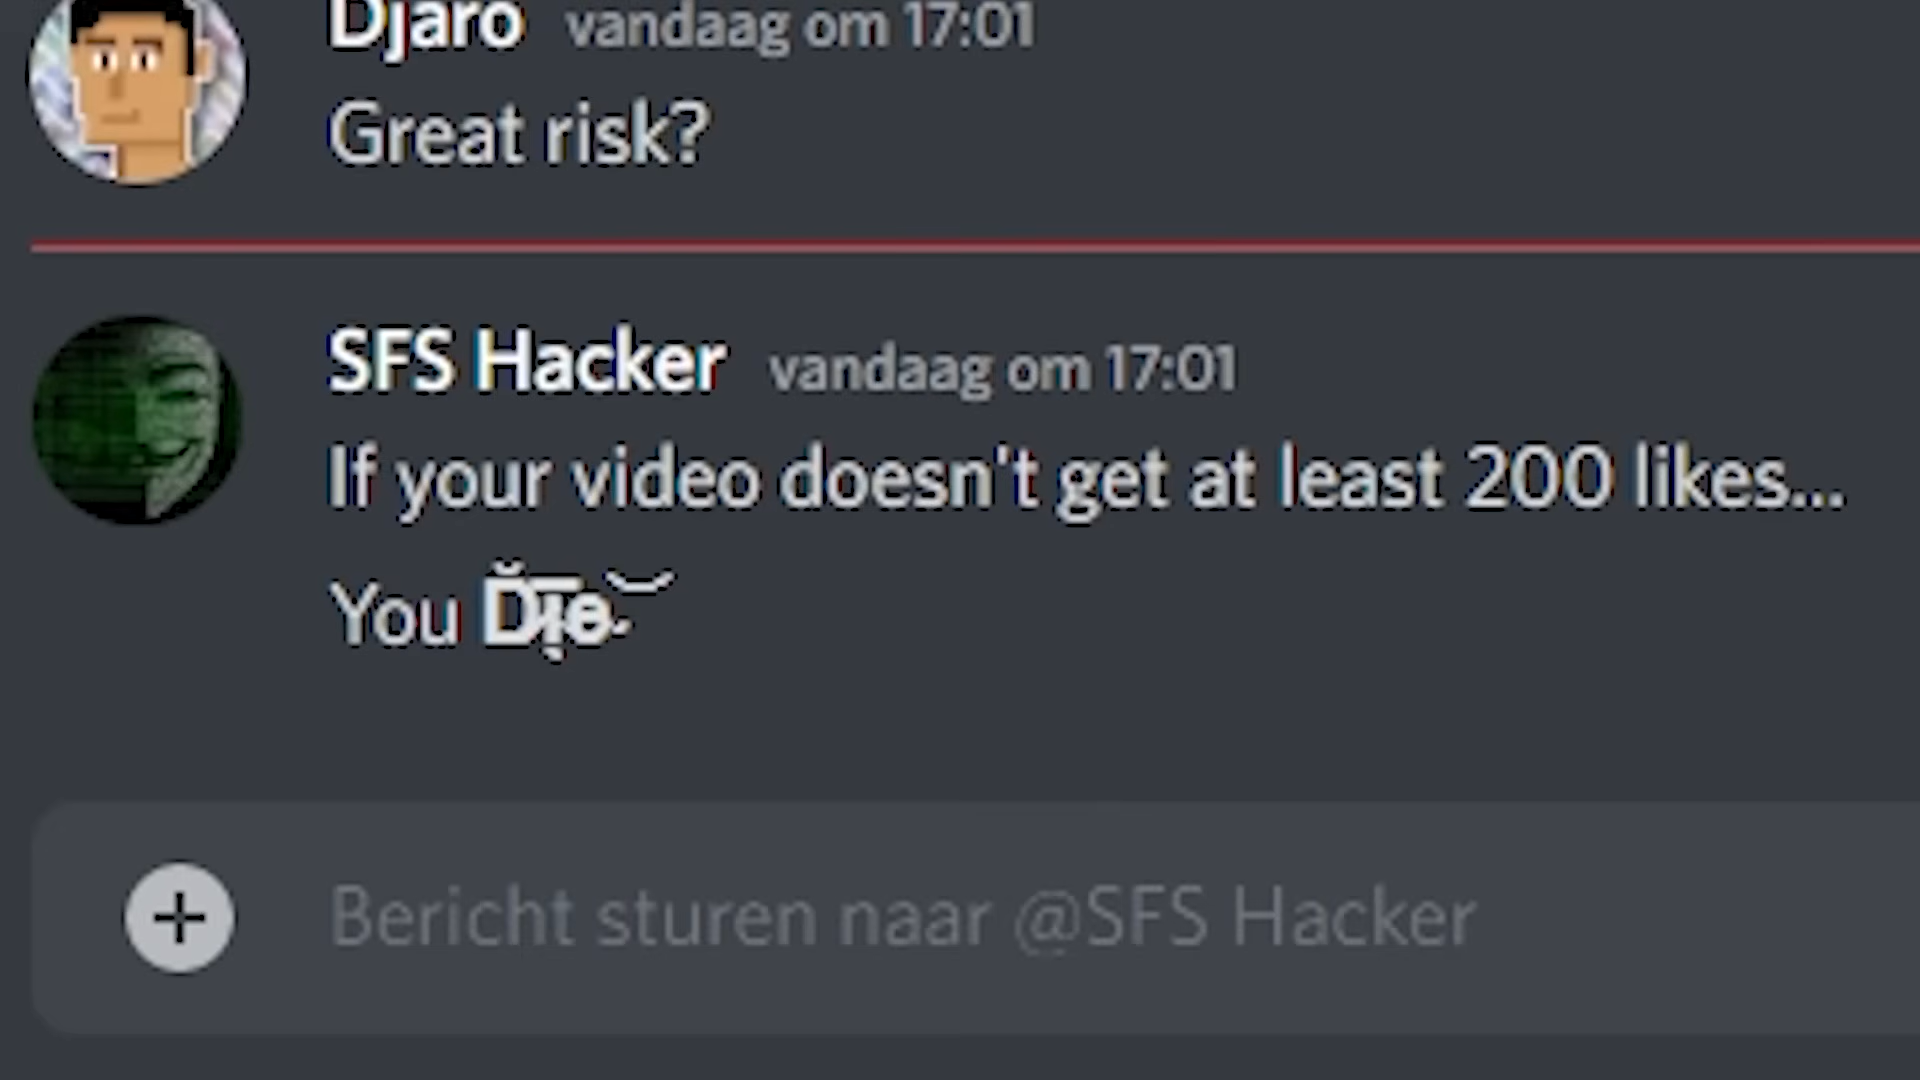 Djaro vandaag om 17:01
Great risk?
SFS Hacker vandaag om 17:01
If your video doesn't get at least 200 likes...
You Die
Bericht sturen naar @SFS Hacker